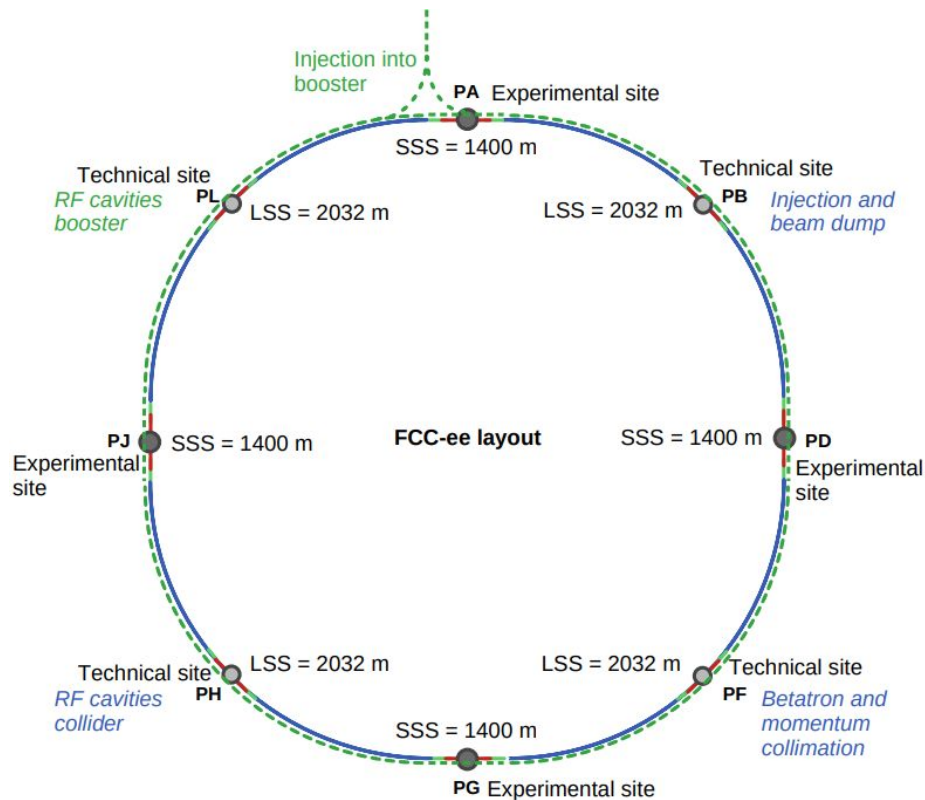 Injection into
booster
PA
Experimental site
SSS = 1400 m
Technical site
PL
RF cavities
booster
LSS = 2032 m
Technical site
PB
LSS = 2032 m
Injection and
beam dump
PJ
SSS = 1400 m
Experimental
site
FCC-ee layout
SSS = 1400 m
PD
Experimental
site
Technical site
PH
RF cavities
collider
LSS = 2032 m
LSS = 2032 m
Technical site
PF
Betatron and
momentum
collimation
SSS = 1400 m
PG
Experimental site